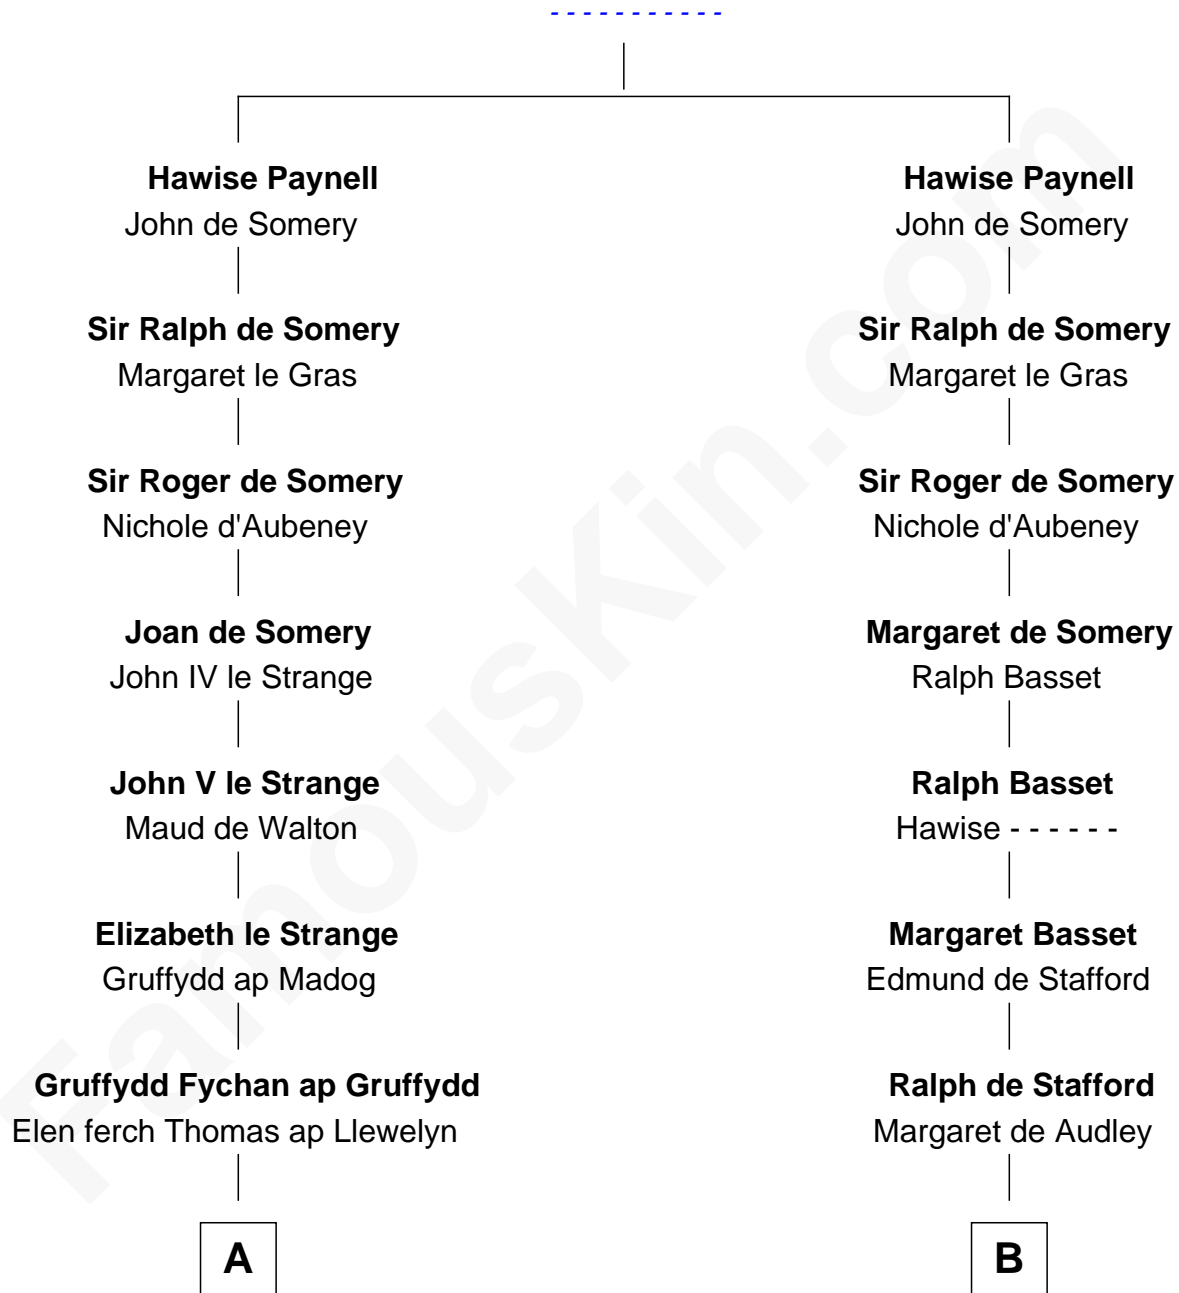 - - - - - - - - - - -
Hawise Paynell
John de Somery
Sir Ralph de Somery
Margaret le Gras
Sir Roger de Somery
Nichole d'Aubeney
Joan de Somery
John IV le Strange
John V le Strange
Maud de Walton
Elizabeth le Strange
Gruffydd ap Madog
Gruffydd Fychan ap Gruffydd
Elen ferch Thomas ap Llewelyn
A
Hawise Paynell
John de Somery
Sir Ralph de Somery
Margaret le Gras
Sir Roger de Somery
Nichole d'Aubeney
Margaret de Somery
Ralph Basset
Ralph Basset
Hawise - - - - - -
Margaret Basset
Edmund de Stafford
Ralph de Stafford
Margaret de Audley
B
FamousKin.com